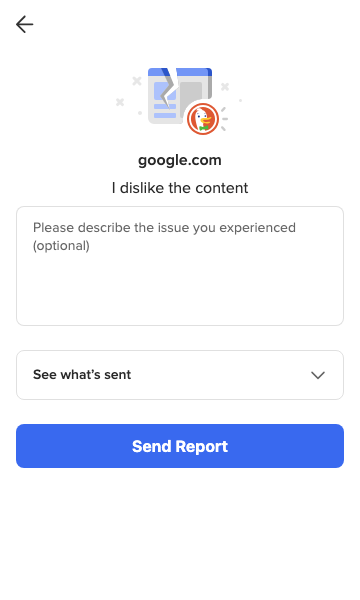 google.com
I dislike the content
Please describe the issue you experienced
(optional)
See what's sent
Send Report